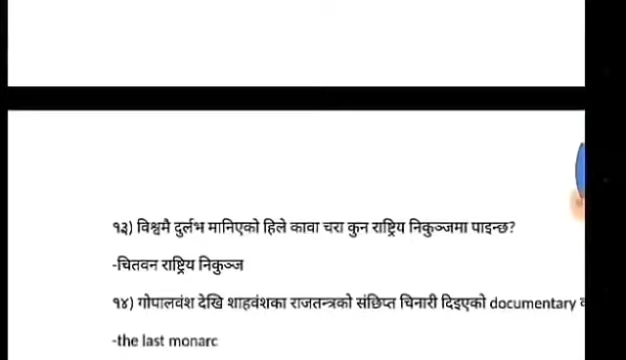 १३) विश्वमै दुर्लभ मानिएको हिले कावा चरा कुन राष्ट्रिय निकुञ्जमा पाइन्छ?
-चितवन राष्ट्रिय निकुञ्ज
१४) गोपालवंश देखि शाहवंशका राजतन्त्रको संछिप्त चिनारी दिइएको documentary
-the last monarc